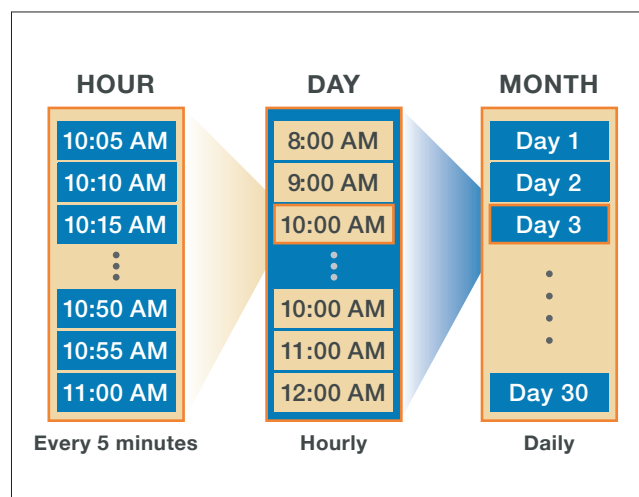 HOUR
10:05 AM
10:10 AM
10:15 AM
10:50 AM
10:55 AM
11:00 AM
Every 5 minutes
DAY
8:00 AM
9:00 AM
10:00 AM
10:00 AM
11:00 AM
12:00 AM
Hourly
MONTH
Day 1
Day 2
Day 3
Day 30
Daily